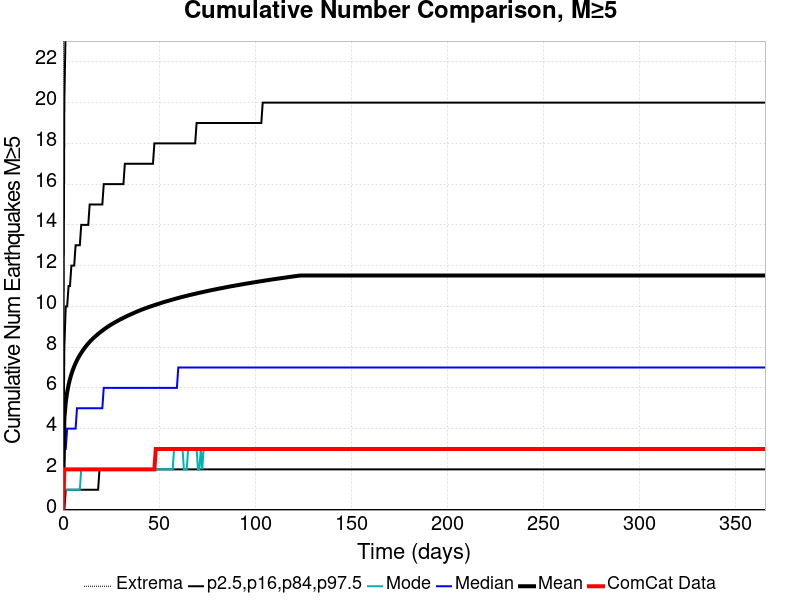 Cumulative Number Comparison, M≥5
Cumulative Num Earthquakes M≥5
22
20
18
16
14
12
10
8
6
4
2
0
0 50 100 150 200 250 300 350
Time (days)
Extrema p2.5,p16,p84,p97.5 Mode Median Mean ComCat Data